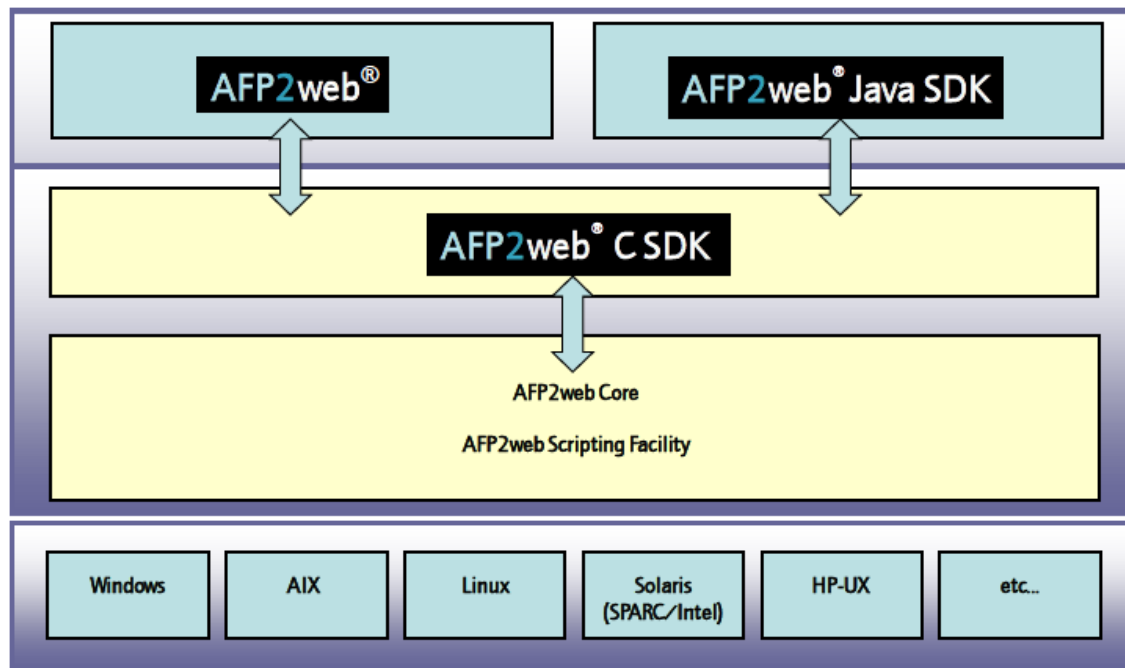 AFP2web®
AFP2web® Java SDK
AFP2web® C SDK
AFP2web Core
AFP2web Scripting Facility
Windows
AIX
Linux
Solaris
(SPARC/Intel)
HP-UX
etc...